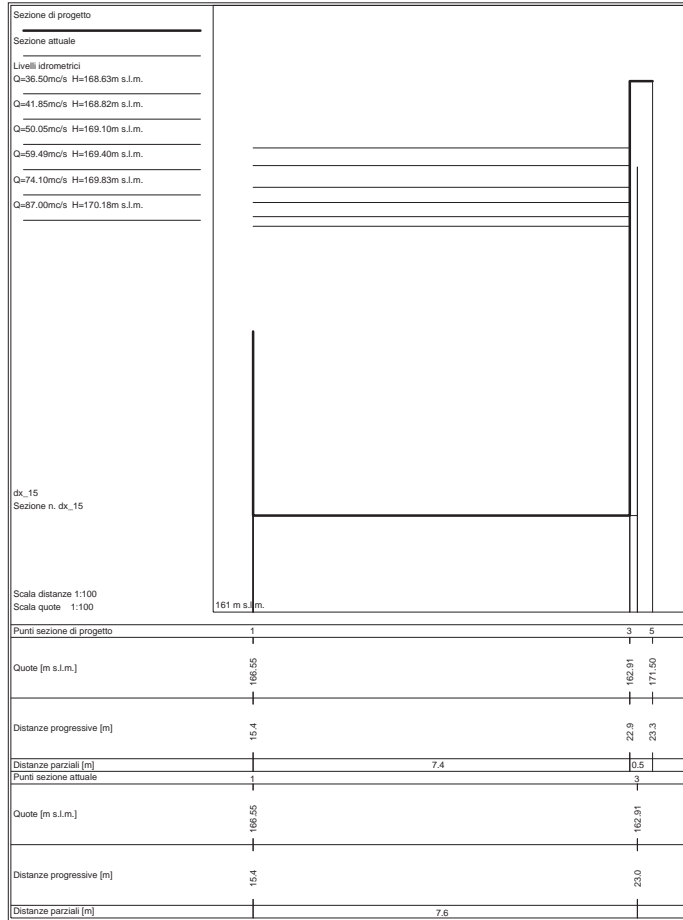 Sezione di progetto
Sezione attuale
Livelli idrometrici
Q=36.50mc/s H=168.63m s.l.m.
Q=41.85mc/s H=168.82m s.l.m.
Q=50.05mc/s H=169.10m s.l.m.
Q=59.49mc/s H=169.40m s.l.m.
Q=74.10mc/s H=169.83m s.l.m.
Q=87.00mc/s H=170.18m s.l.m.
dx_15
Sezione n. dx_15
Scala distanze 1:100
Scala quote 1:100
161 m s.l.m.
Punti sezione di progetto 1 3 5
Quote [m s.l.m.] 166.55 162.91 171.50
Distanze progressive [m] 15.4 22.9 23.3
Distanze parziali [m] 7.4 0.5
Punti sezione attuale 1 3
Quote [m s.l.m.] 166.55 162.91
Distanze progressive [m] 15.4 23.0
Distanze parziali [m] 7.6